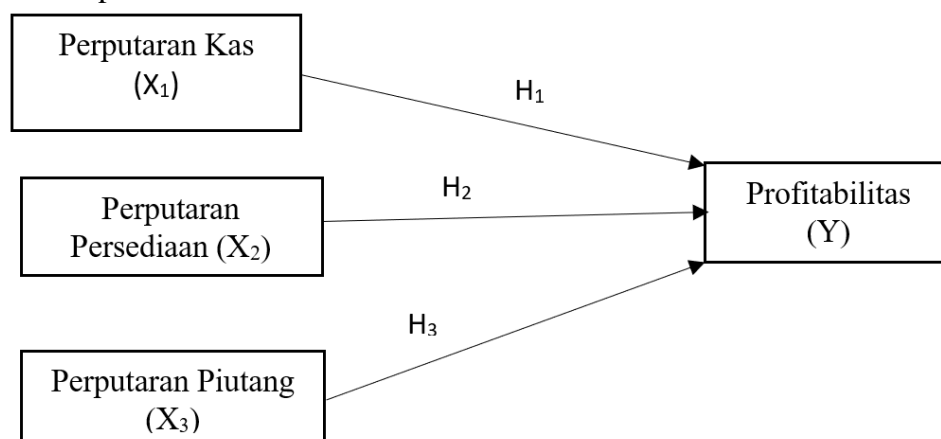 Perputaran Kas
(X₁)
H₁
Perputaran
Persediaan (X₂)
H₂
Profitabilitas
(Y)
H₃
Perputaran Piutang
(X₃)